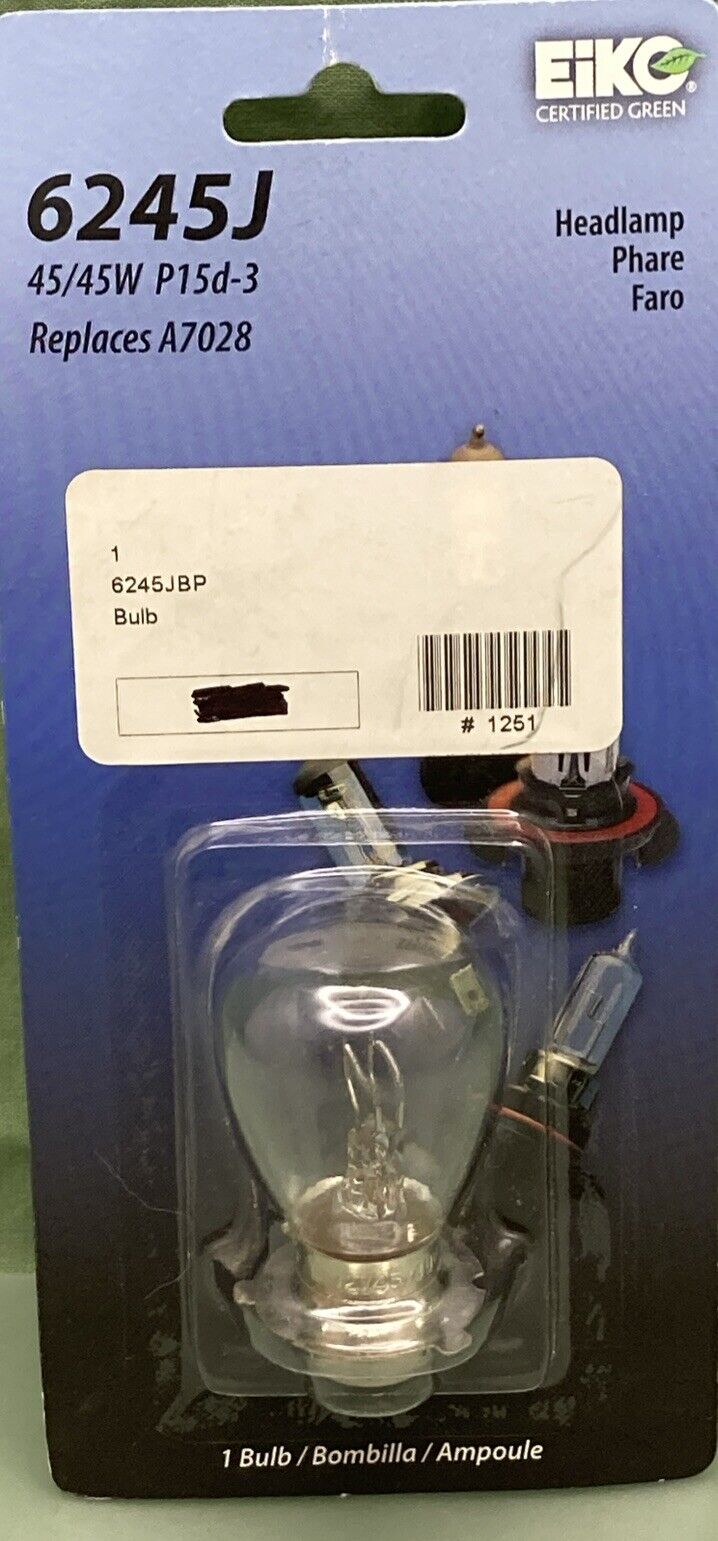 EiKO®
CERTIFIED GREEN
6245J
45/45W P15d-3
Replaces A7028
Headlamp
Phare
Faro
1
6245JBP
Bulb
# 1251
1 Bulb / Bombilla / Ampoule